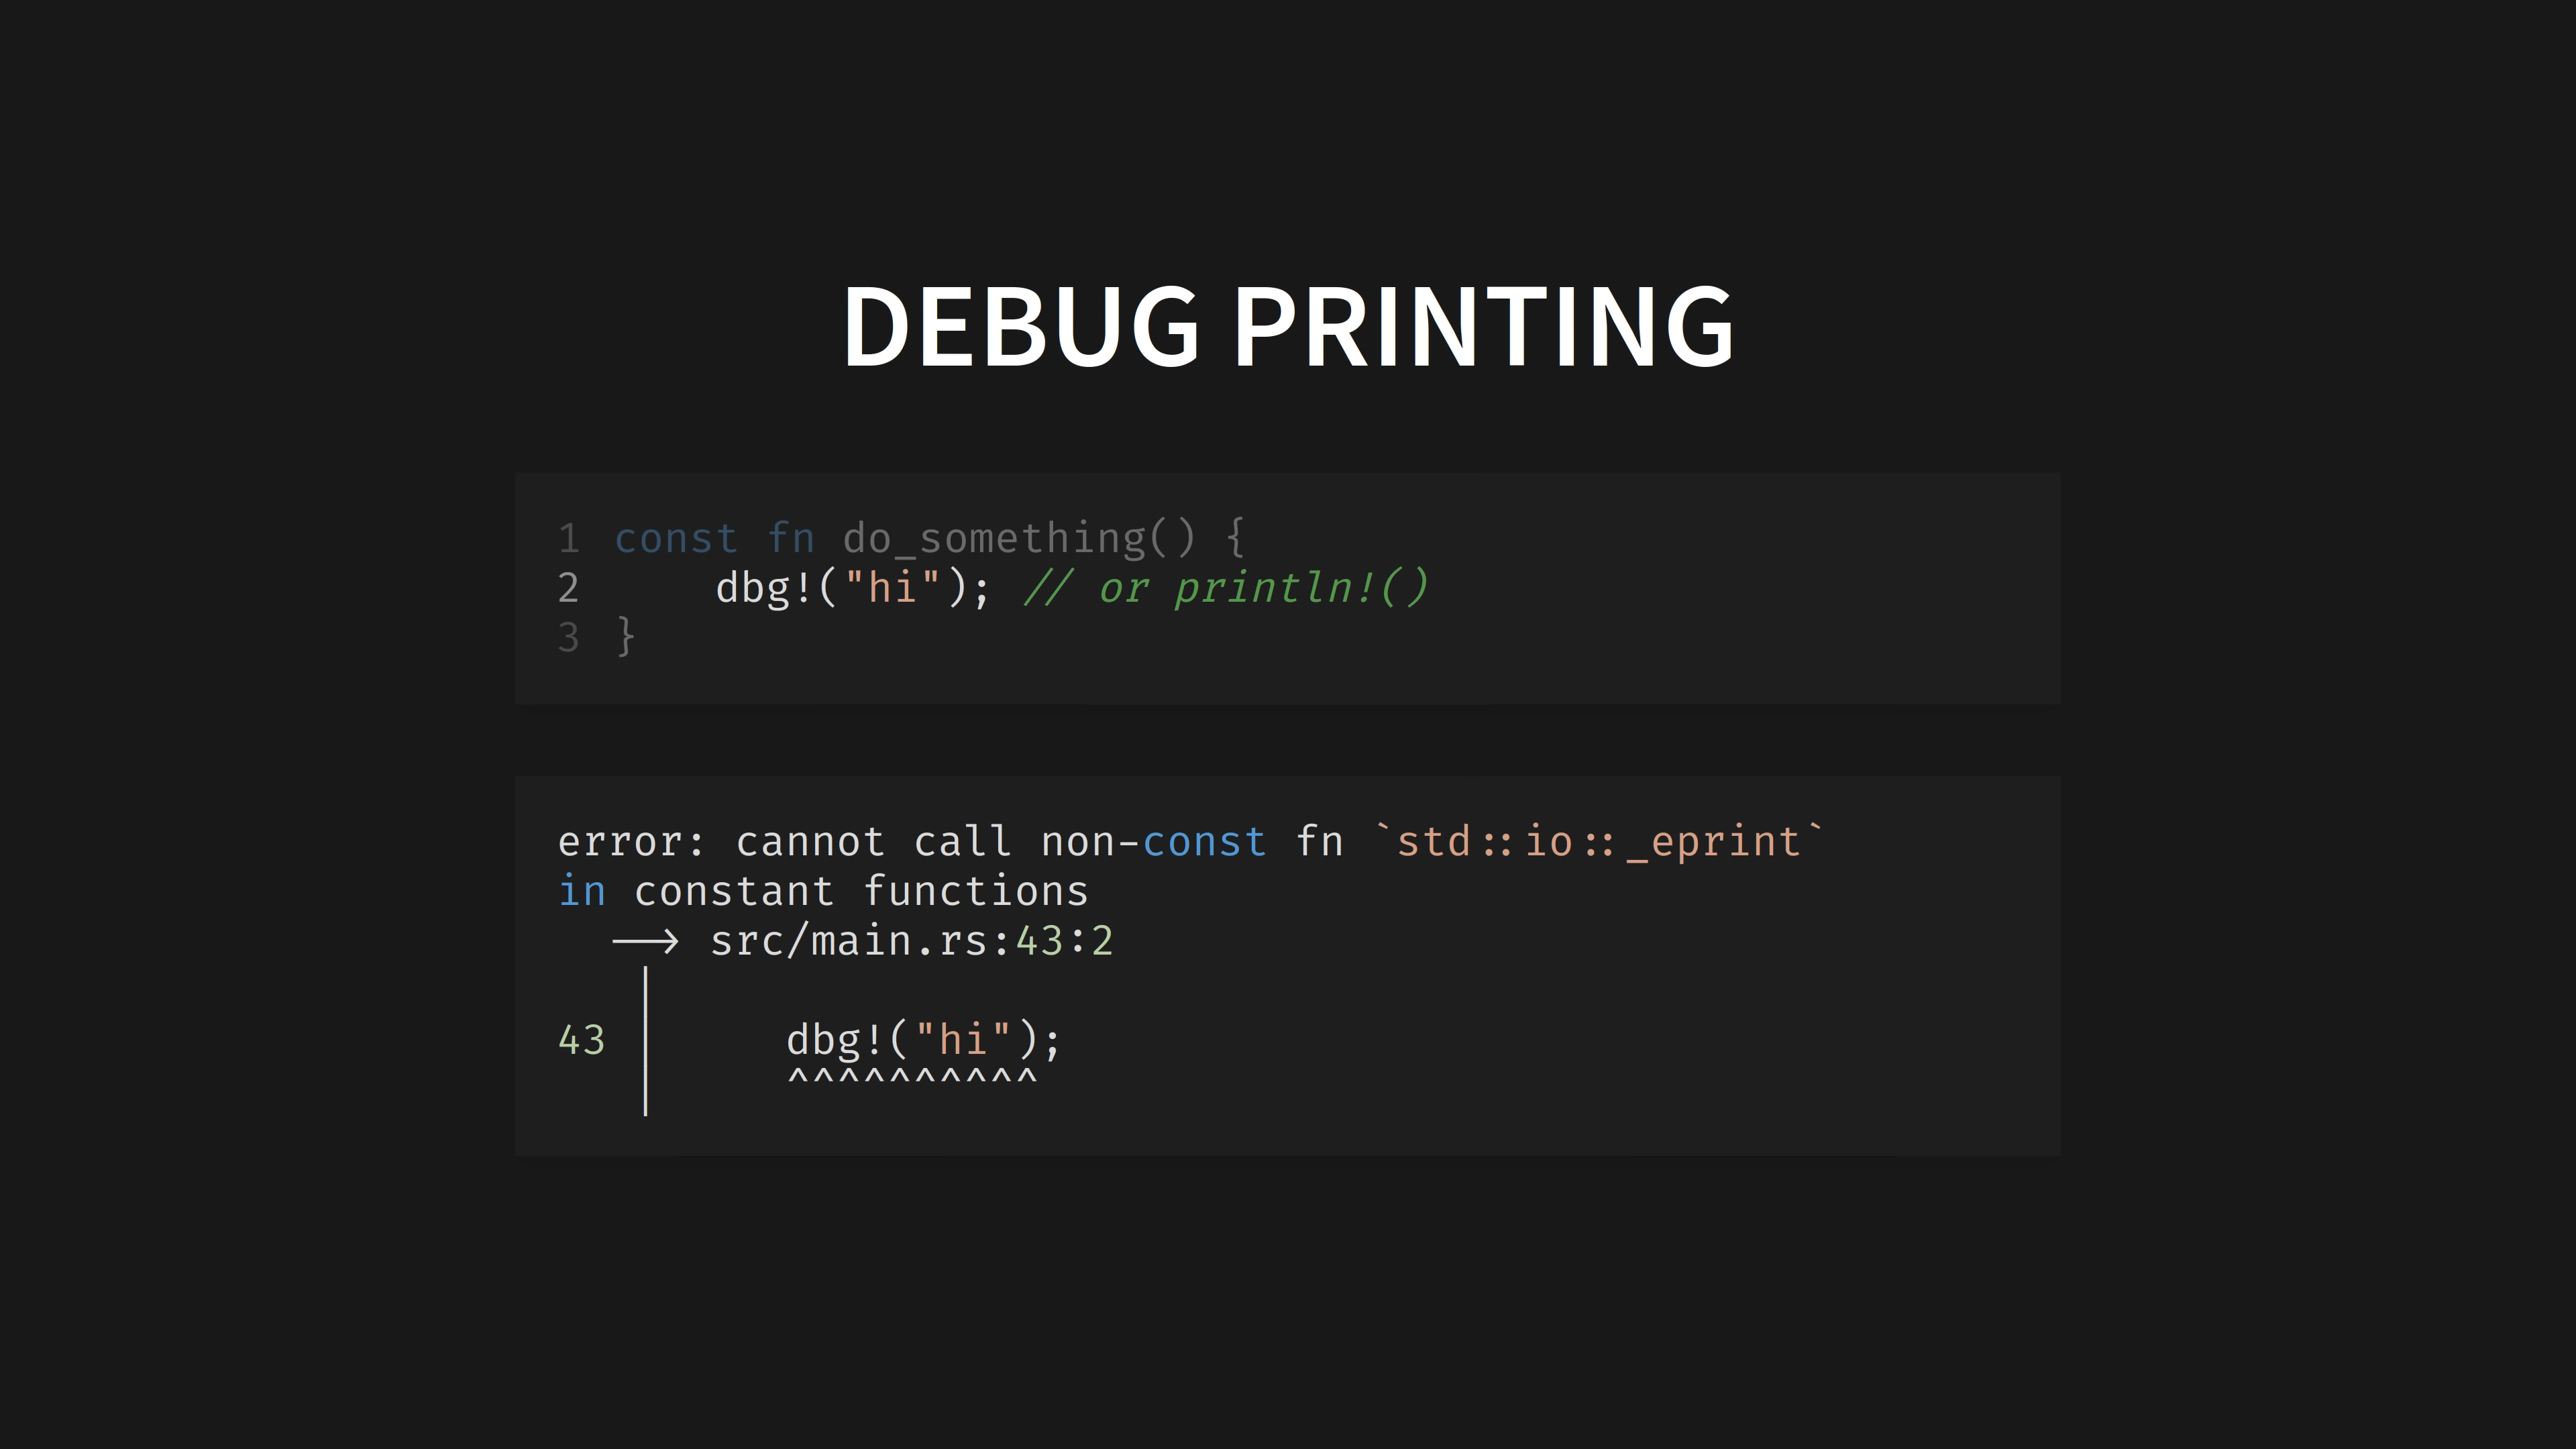 DEBUG PRINTING
1 const fn do_something() {
2     dbg!("hi"); // or println!()
3 }
error: cannot call non-const fn `std::io::_eprint`
in constant functions
  --> src/main.rs:43:2
   |
43 |     dbg!("hi");
   |     ^^^^^^^^^^